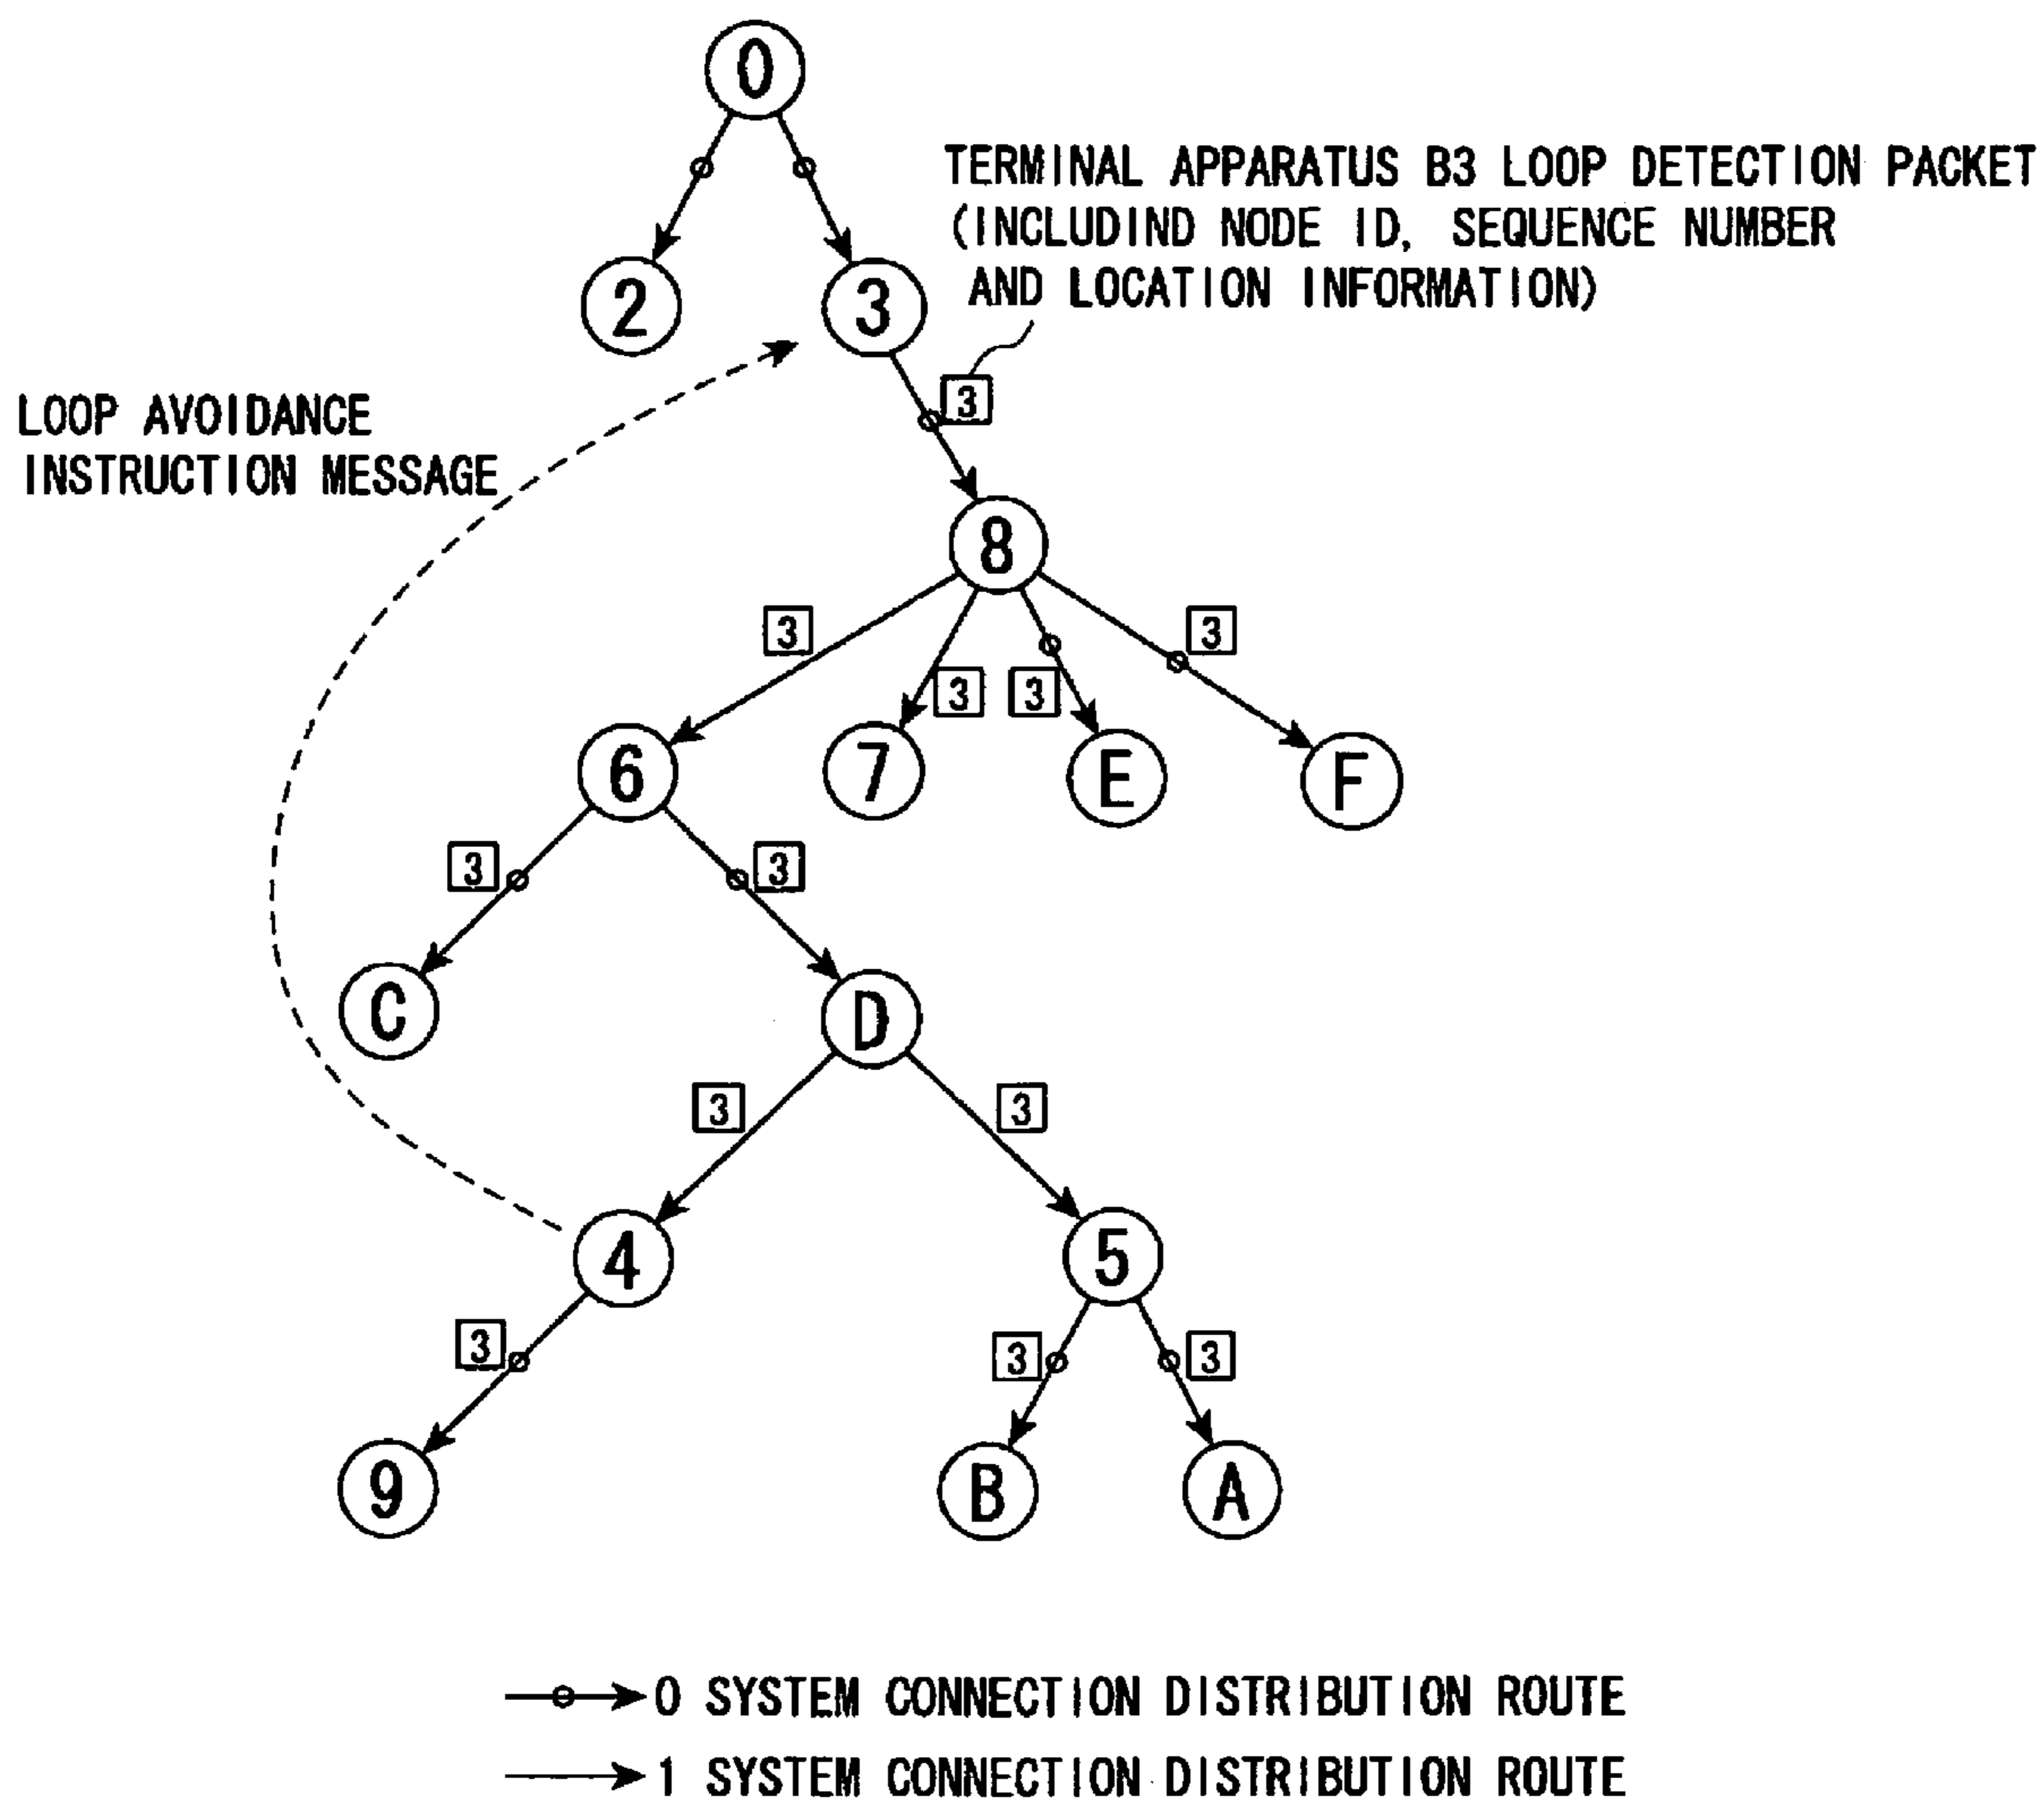 0
TERMINAL APPARATUS B3 LOOP DETECTION PACKET
(INCLUDIND NODE ID, SEQUENCE NUMBER
AND LOCATION INFORMATION)
2
3
LOOP AVOIDANCE
INSTRUCTION MESSAGE
3
8
3
3
3
3
6
7
E
F
3
3
C
D
3
3
4
5
3
3
3
9
B
A
0 SYSTEM CONNECTION DISTRIBUTION ROUTE
1 SYSTEM CONNECTION DISTRIBUTION ROUTE